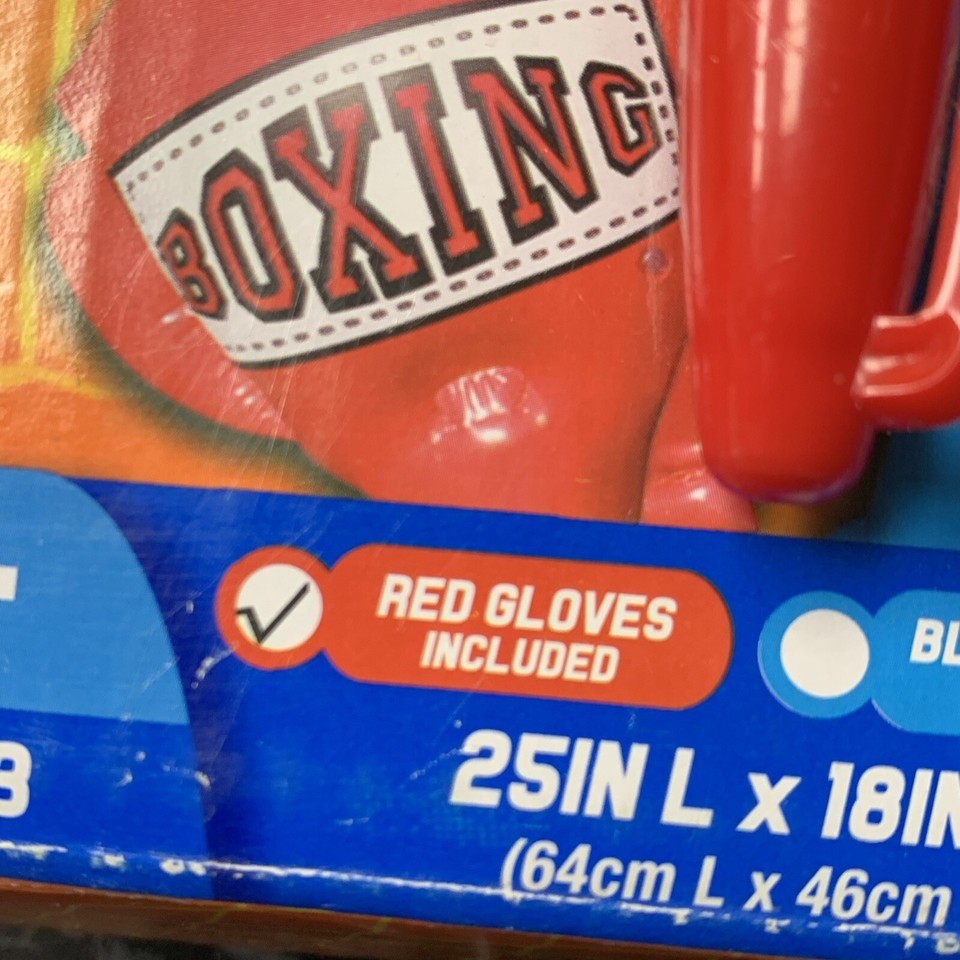 BOXING
RED GLOVES
INCLUDED
25IN L x 18IN
(64cm L x 46cm